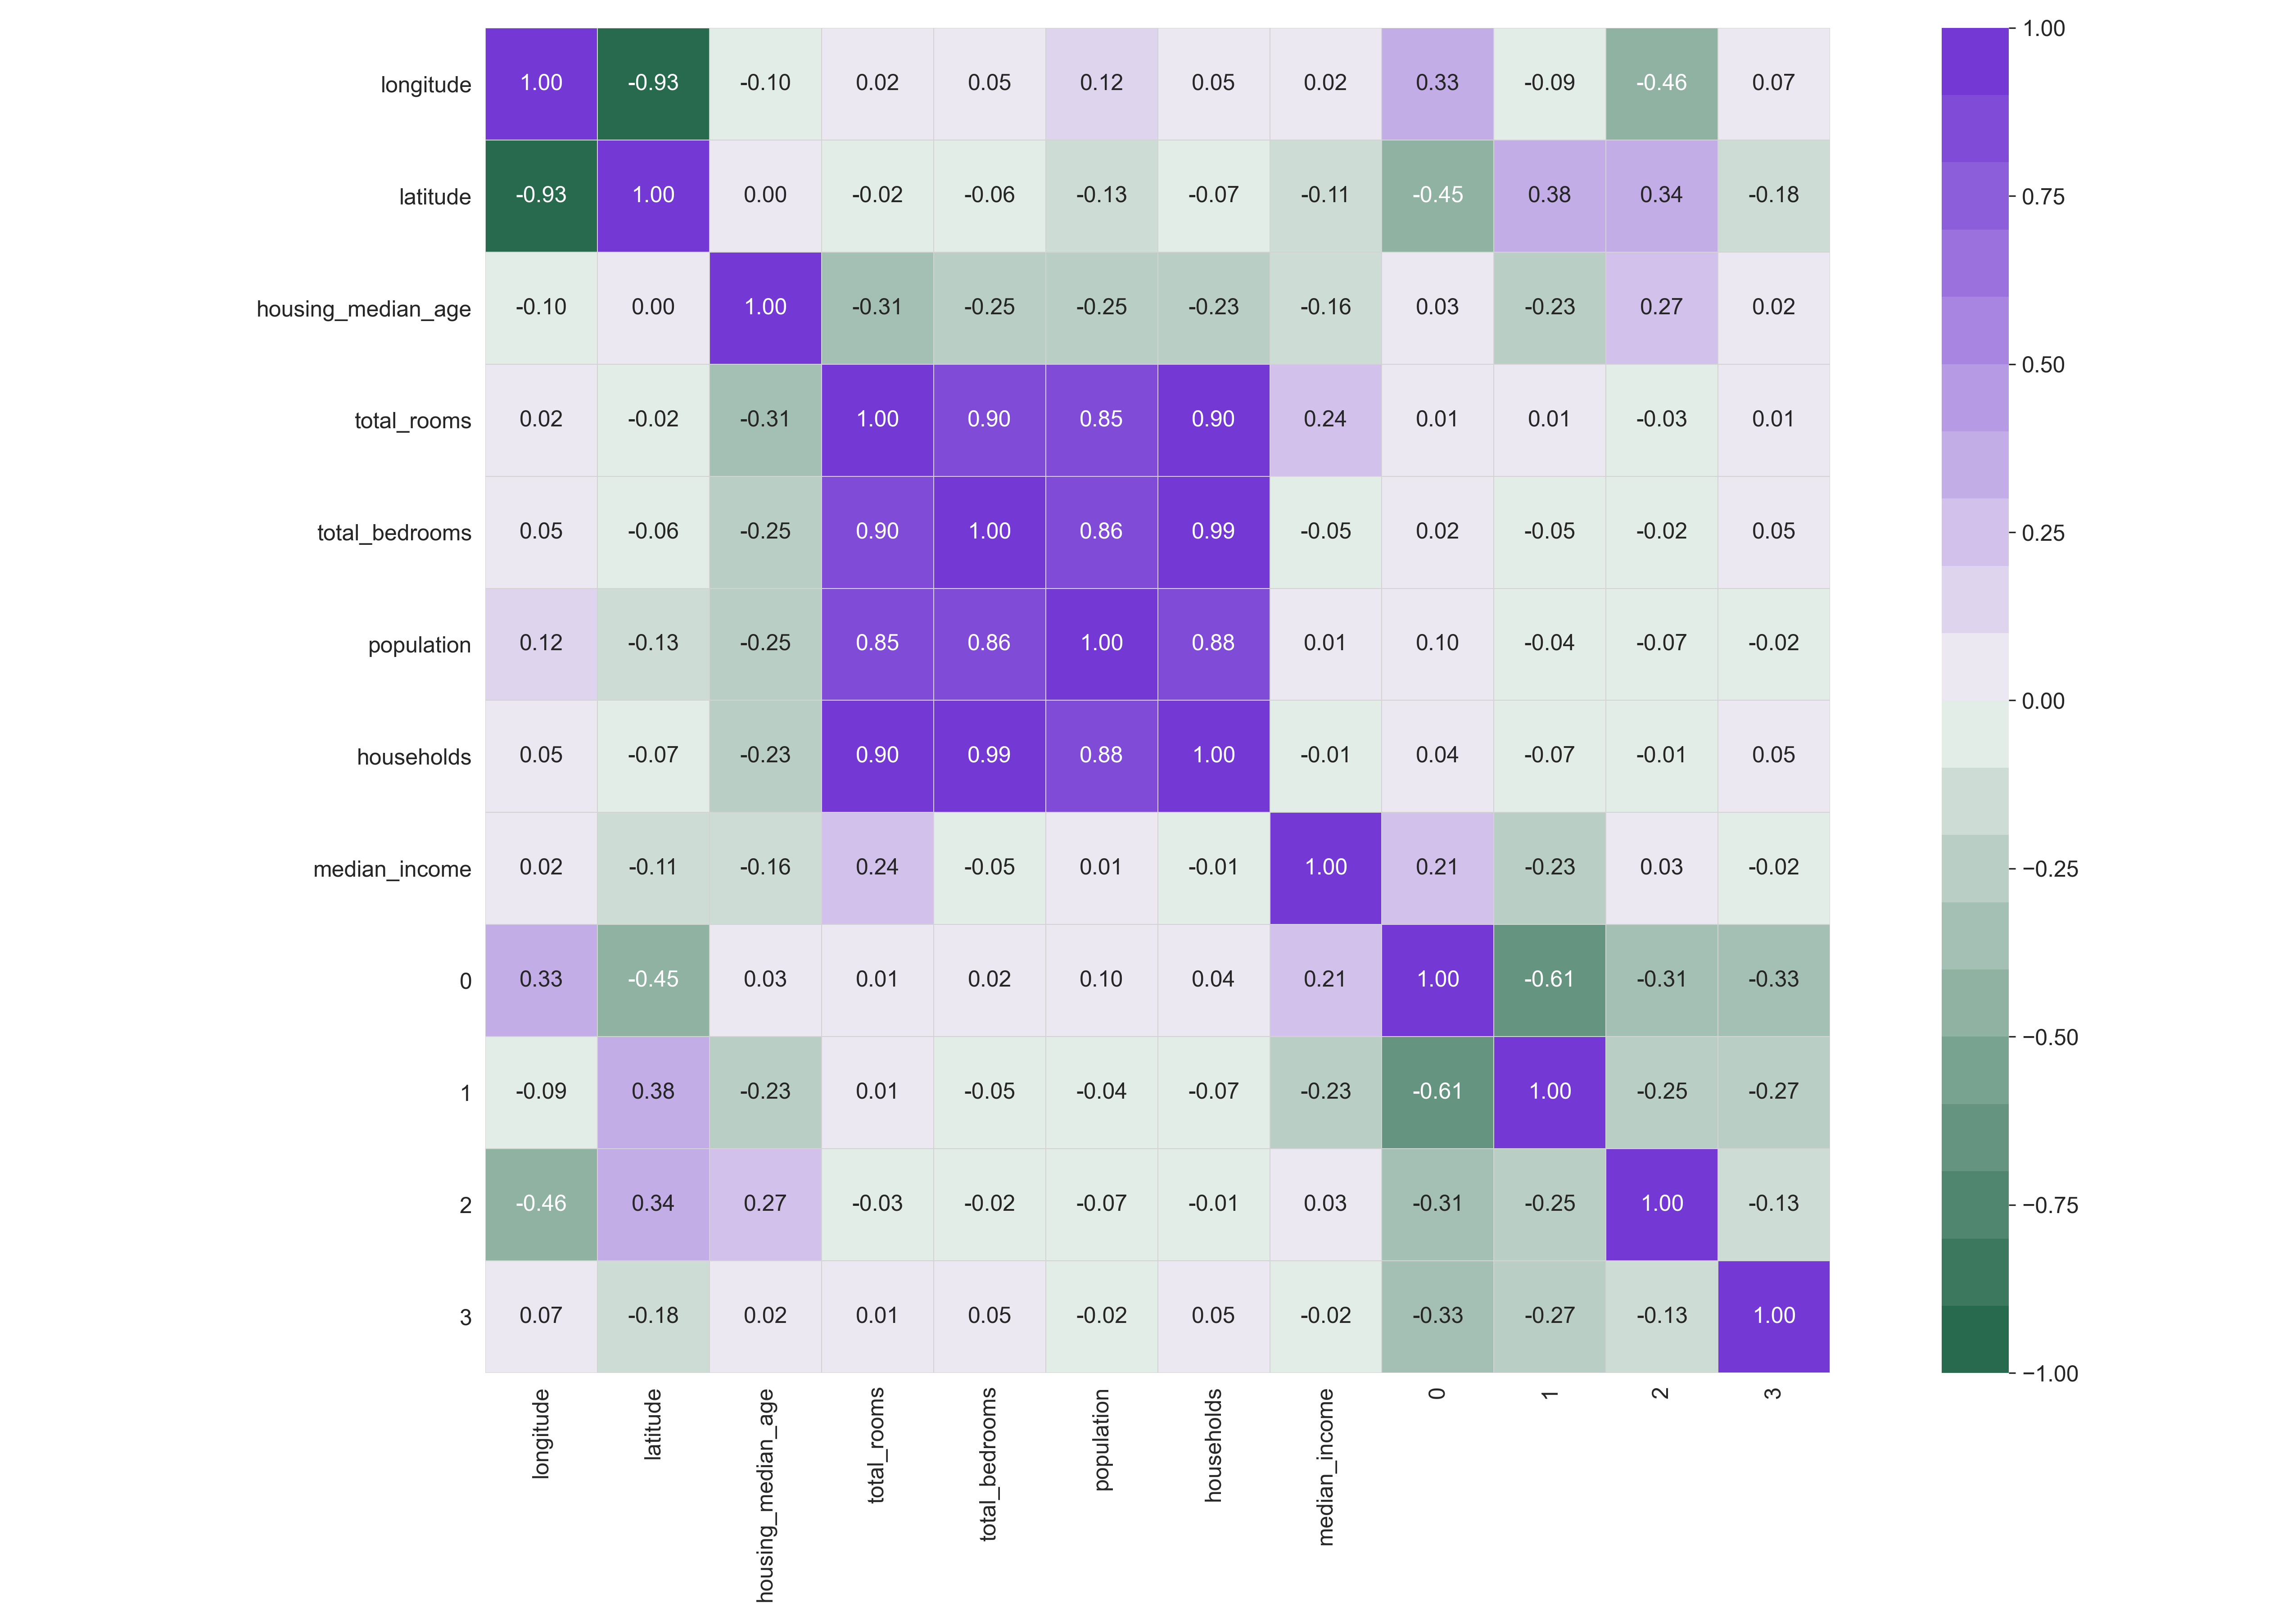 longitude 1.00 -0.93 -0.10 0.02 0.05 0.12 0.05 0.02 0.33 -0.09 -0.46 0.07
latitude -0.93 1.00 0.00 -0.02 -0.06 -0.13 -0.07 -0.11 -0.45 0.38 0.34 -0.18
housing_median_age -0.10 0.00 1.00 -0.31 -0.25 -0.25 -0.23 -0.16 0.03 -0.23 0.27 0.02
total_rooms 0.02 -0.02 -0.31 1.00 0.90 0.85 0.90 0.24 0.01 0.01 -0.03 0.01
total_bedrooms 0.05 -0.06 -0.25 0.90 1.00 0.86 0.99 -0.05 0.02 -0.05 -0.02 0.05
population 0.12 -0.13 -0.25 0.85 0.86 1.00 0.88 0.01 0.10 -0.04 -0.07 -0.02
households 0.05 -0.07 -0.23 0.90 0.99 0.88 1.00 -0.01 0.04 -0.07 -0.01 0.05
median_income 0.02 -0.11 -0.16 0.24 -0.05 0.01 -0.01 1.00 0.21 -0.23 0.03 -0.02
0 0.33 -0.45 0.03 0.01 0.02 0.10 0.04 0.21 1.00 -0.61 -0.31 -0.33
1 -0.09 0.38 -0.23 0.01 -0.05 -0.04 -0.07 -0.23 -0.61 1.00 -0.25 -0.27
2 -0.46 0.34 0.27 -0.03 -0.02 -0.07 -0.01 0.03 -0.31 -0.25 1.00 -0.13
3 0.07 -0.18 0.02 0.01 0.05 -0.02 0.05 -0.02 -0.33 -0.27 -0.13 1.00
longitude
latitude
housing_median_age
total_rooms
total_bedrooms
population
households
median_income
0
1
2
3
1.00
0.75
0.50
0.25
0.00
−0.25
−0.50
−0.75
−1.00